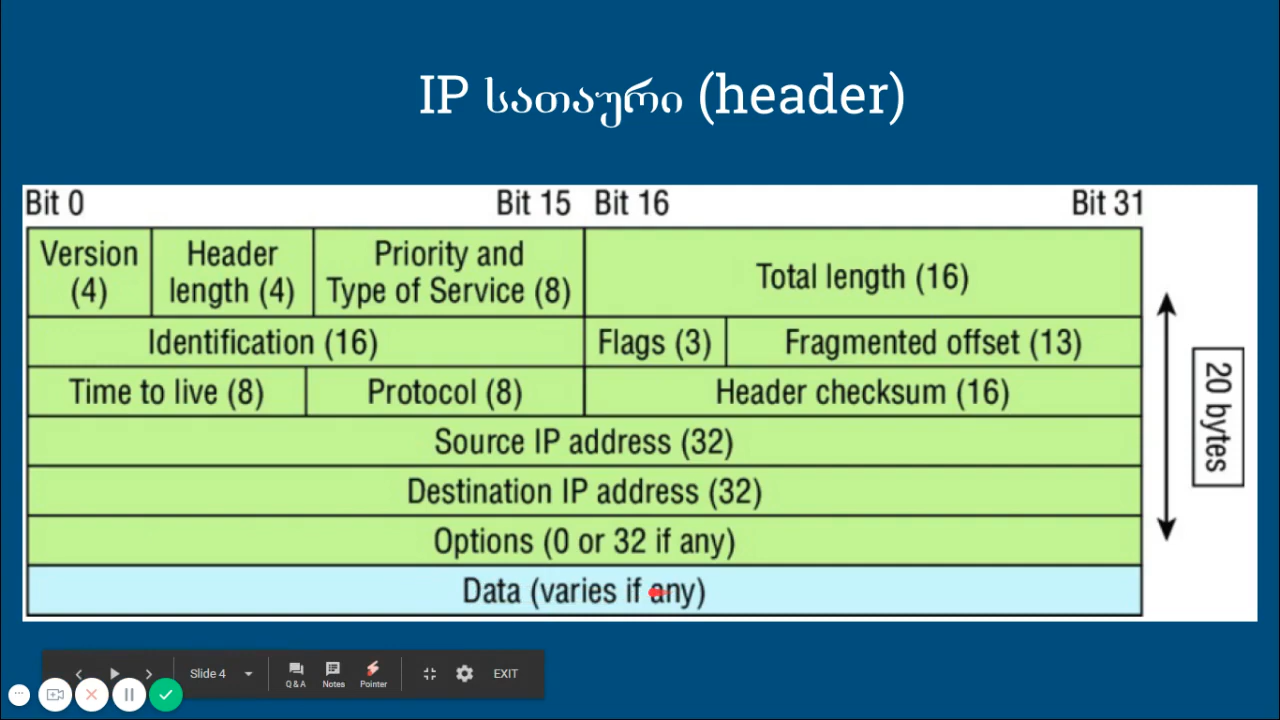 IP სათაური (header)
Bit 0 Bit 15 Bit 16 Bit 31
Version (4)
Header length (4)
Priority and
Type of Service (8)
Total length (16)
Identification (16)
Flags (3)
Fragmented offset (13)
Time to live (8)
Protocol (8)
Header checksum (16)
Source IP address (32)
Destination IP address (32)
Options (0 or 32 if any)
Data (varies if any)
20 bytes
Slide 4
Q & A
Notes
Pointer
EXIT